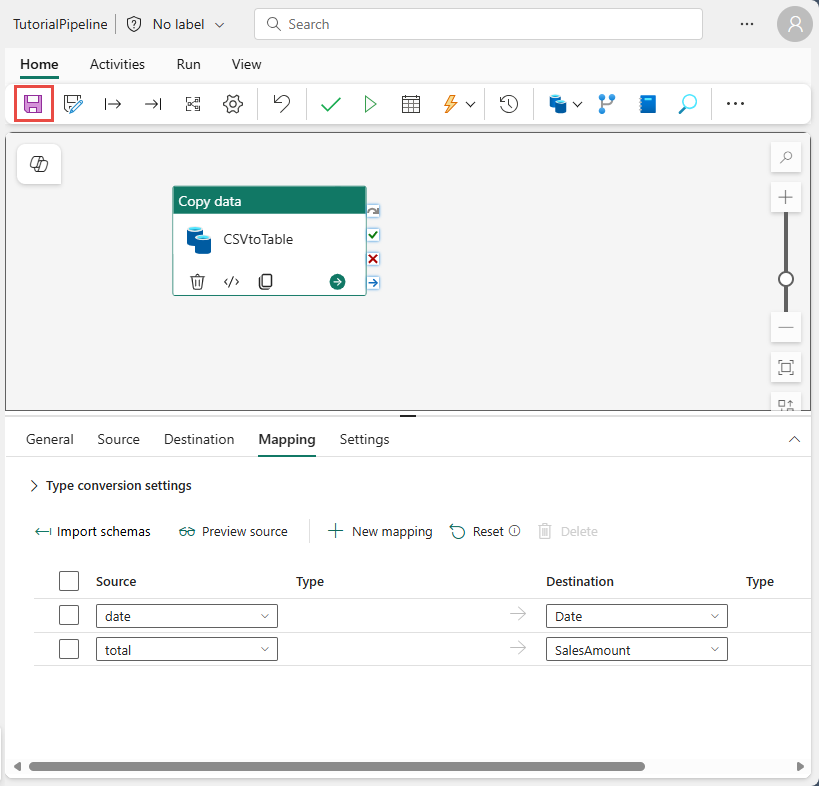 TutorialPipeline No label Search
Home Activities Run View
Copy data
CSVtoTable
General Source Destination Mapping Settings
Type conversion settings
Import schemas Preview source New mapping Reset Delete
Source Type Destination Type
date Date
total SalesAmount